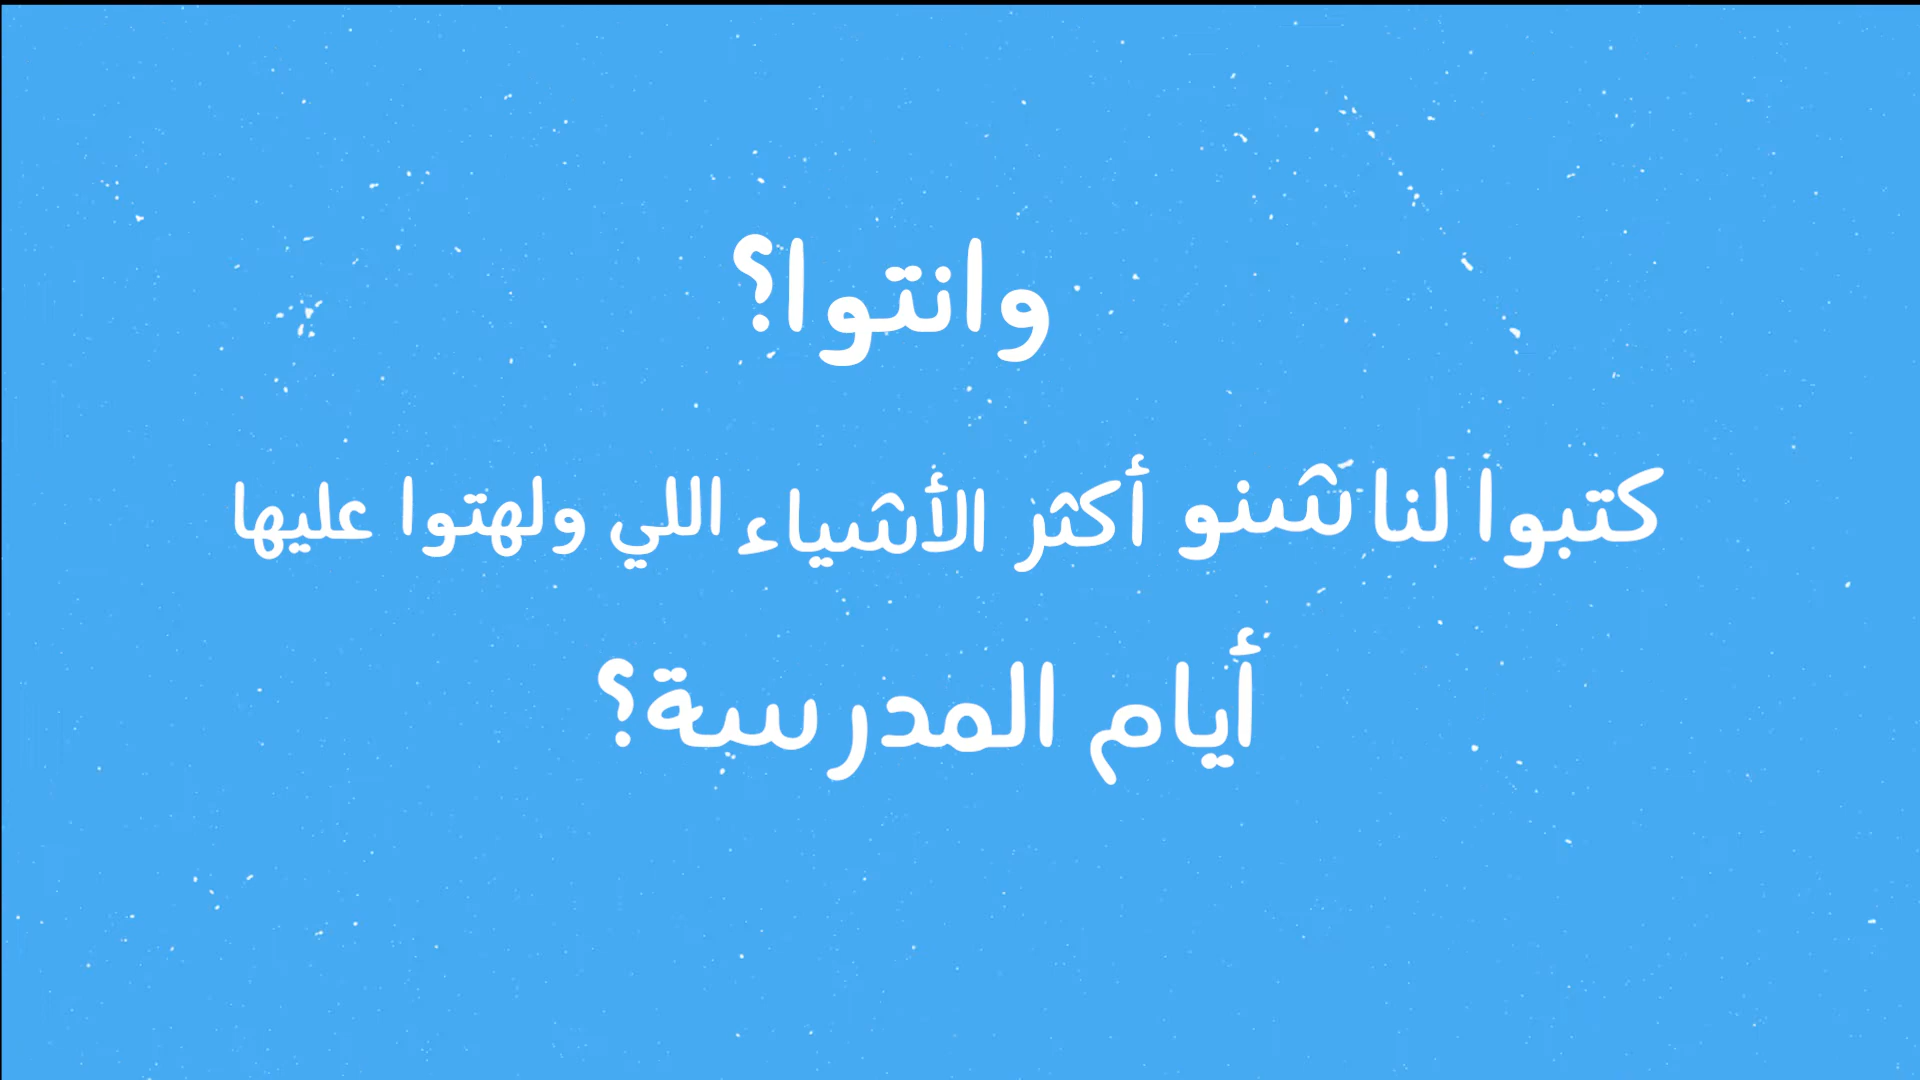 وانتوا؟
كتبوا لنا شنو أكثر الأشياء اللي ولهتوا عليها
أيام المدرسة؟